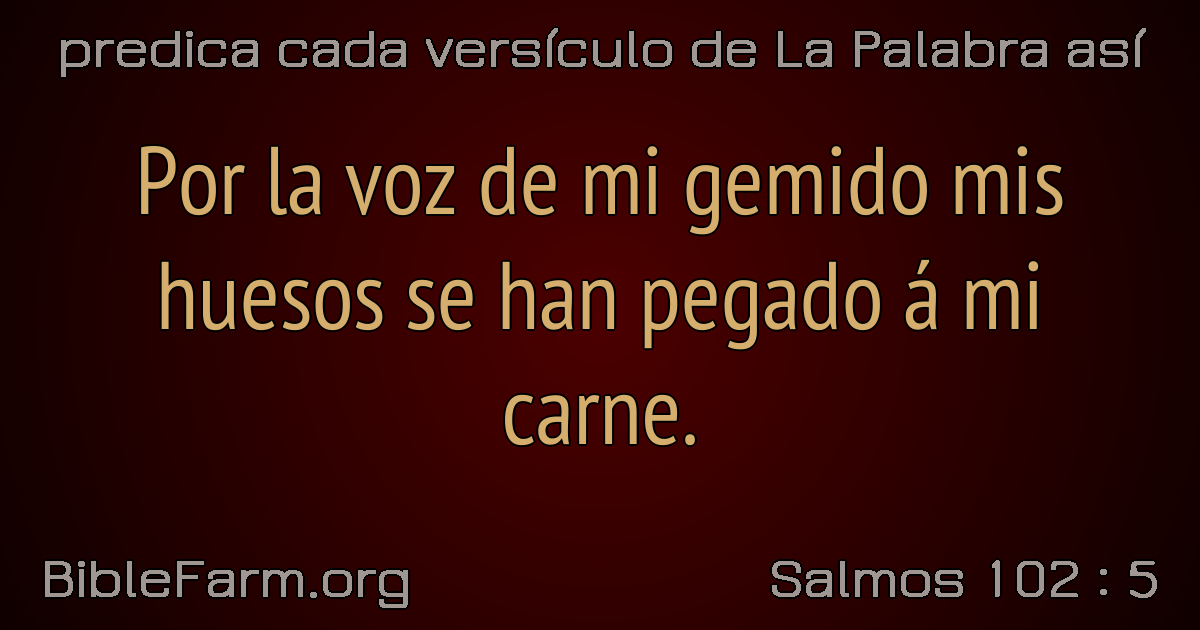 predica cada versículo de La Palabra así
Por la voz de mi gemido mis
huesos se han pegado á mi
carne.
BibleFarm.org
Salmos 102 : 5